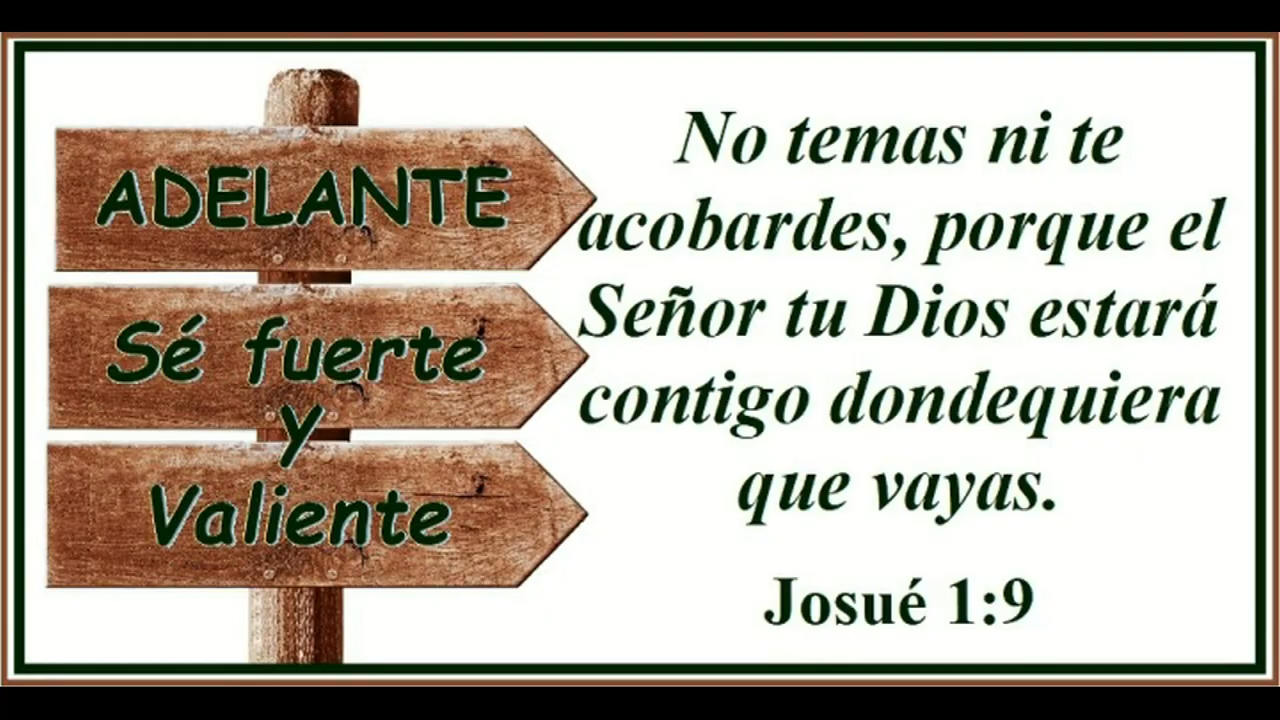 ADELANTE
Sé fuerte
y
Valiente
No temas ni te
acobardes, porque el
Señor tu Dios estará
contigo dondequiera
que vayas.
Josué 1:9